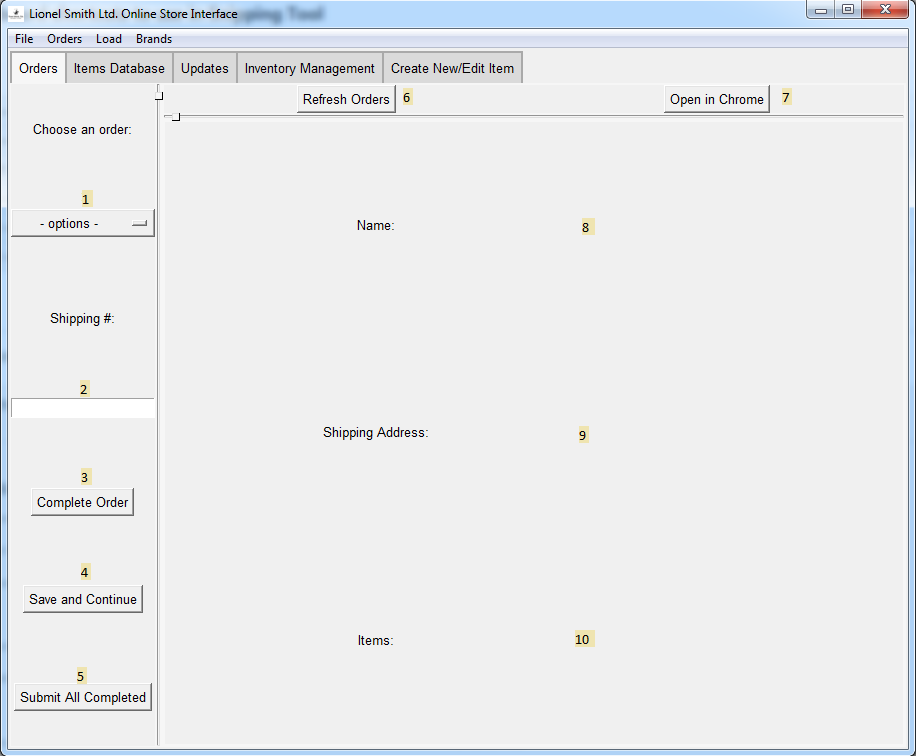 Lionel Smith Ltd. Online Store Interface
File Orders Load Brands
Orders Items Database Updates Inventory Management Create New/Edit Item
Refresh Orders 6 Open in Chrome 7
Choose an order:
1
- options -
Name: 8
Shipping #:
2
Shipping Address: 9
3
Complete Order
4
Save and Continue
Items: 10
5
Submit All Completed